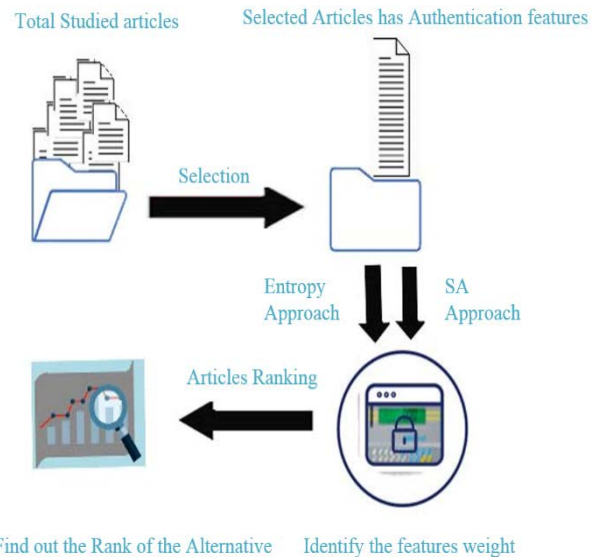 Total Studied articles
Selected Articles has Authentication features
Selection
Entropy
Approach
SA
Approach
Articles Ranking
Find out the Rank of the Alternative
Identify the features weight